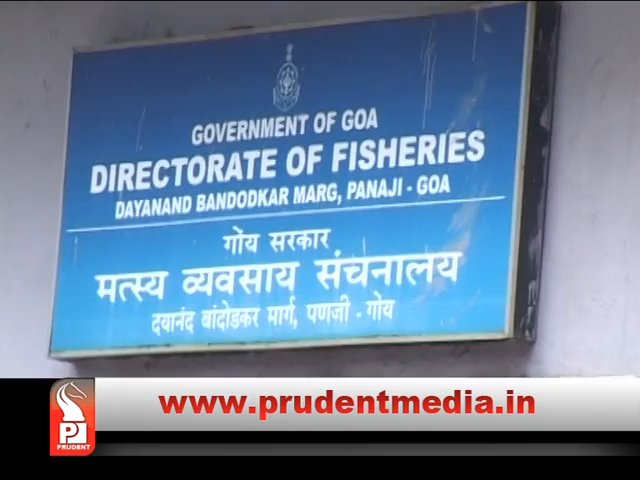 GOVERNMENT OF GOA
DIRECTORATE OF FISHERIES
DAYANAND BANDODKAR MARG, PANAJI - GOA
गोंय सरकार
मत्स्य व्यवसाय संचनालय
दयानंद बांदोडकर मार्ग, पणजी - गोंय
www.prudentmedia.in
PRUDENT